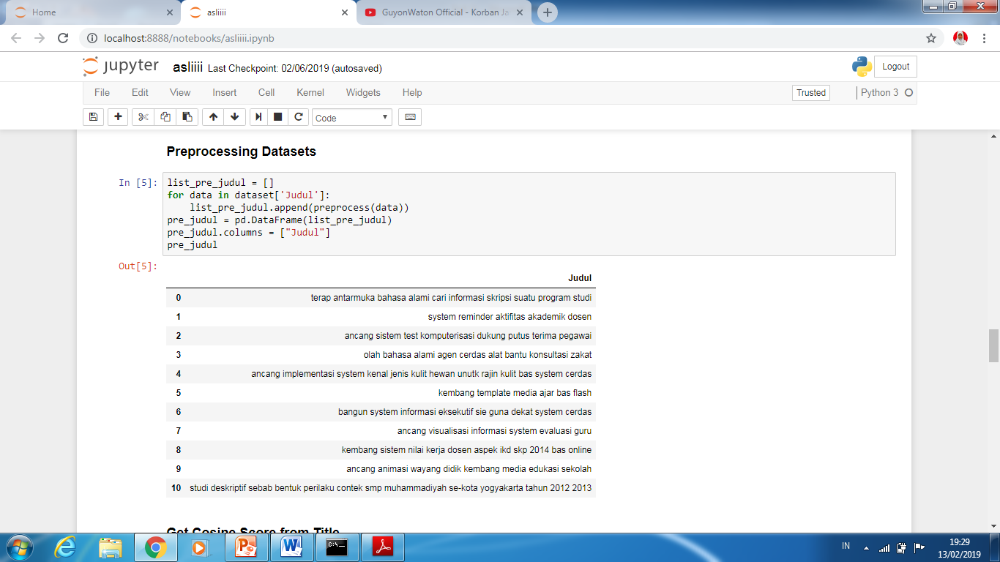 Home
asliiii
GuyonWaton Official - Korban Ja
localhost:8888/notebooks/asliiii.ipynb
jupyter asliiii Last Checkpoint: 02/06/2019 (autosaved)
Logout
File Edit View Insert Cell Kernel Widgets Help
Trusted
Python 3
Code
Preprocessing Datasets
In [5]:
list_pre_judul = []
for data in dataset['Judul']:
    list_pre_judul.append(preprocess(data))
pre_judul = pd.DataFrame(list_pre_judul)
pre_judul.columns = ["Judul"]
pre_judul
Out[5]:
Judul
0 terap antarmuka bahasa alami cari informasi skripsi suatu program studi
1 system reminder aktifitas akademik dosen
2 ancang sistem test komputerisasi dukung putus terima pegawai
3 olah bahasa alami agen cerdas alat bantu konsultasi zakat
4 ancang implementasi system kenal jenis kulit hewan unutk rajin kulit bas system cerdas
5 kembang template media ajar bas flash
6 bangun system informasi eksekutif sie guna dekat system cerdas
7 ancang visualisasi informasi system evaluasi guru
8 kembang sistem nilai kerja dosen aspek ikd skp 2014 bas online
9 ancang animasi wayang didik kembang media edukasi sekolah
10 studi deskriptif sebab bentuk perilaku contek smp muhammadiyah se-kota yogyakarta tahun 2012 2013
Get Cosine Score from Title
IN
19:29
13/02/2019